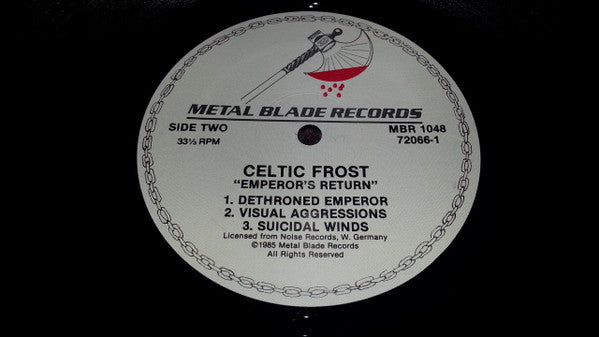 METAL BLADE RECORDS
SIDE TWO MBR 1048
33⅓ RPM 72066-1
CELTIC FROST
"EMPEROR'S RETURN"
1. DETHRONED EMPEROR
2. VISUAL AGGRESSIONS
3. SUICIDAL WINDS
Licensed from Noise Records, W. Germany
©1985 Metal Blade Records
All Rights Reserved